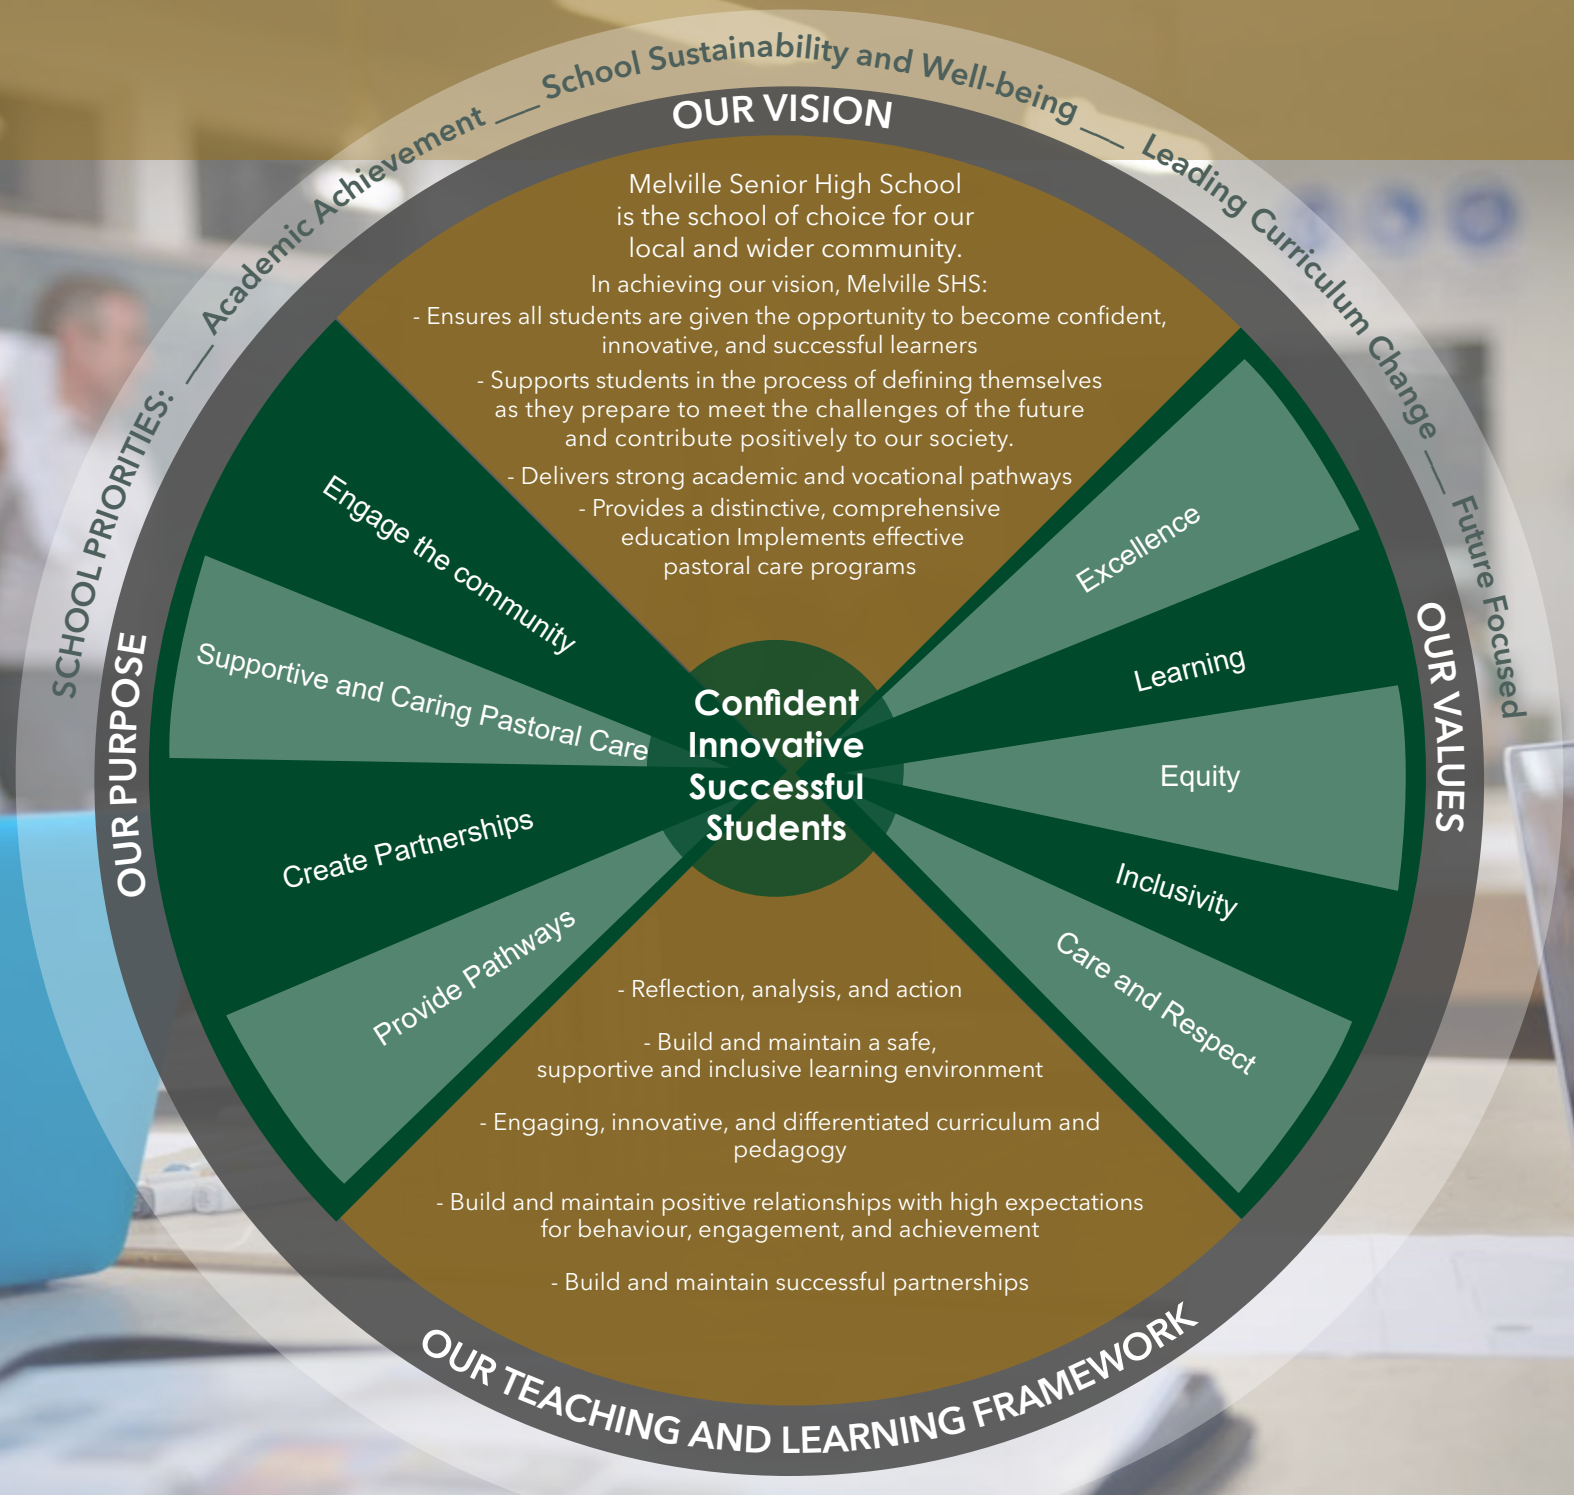 SCHOOL PRIORITIES: ___ Academic Achievement ___ School Sustainability and Well-being ___ Leading Curriculum Change ___ Future Focused
OUR VISION
Melville Senior High School
is the school of choice for our
local and wider community.
In achieving our vision, Melville SHS:
- Ensures all students are given the opportunity to become confident,
innovative, and successful learners
- Supports students in the process of defining themselves
as they prepare to meet the challenges of the future
and contribute positively to our society.
- Delivers strong academic and vocational pathways
- Provides a distinctive, comprehensive
education Implements effective
pastoral care programs
OUR PURPOSE
Engage the community
Supportive and Caring Pastoral Care
Create Partnerships
Provide Pathways
Confident
Innovative
Successful
Students
OUR VALUES
Excellence
Learning
Equity
Inclusivity
Care and Respect
- Reflection, analysis, and action
- Build and maintain a safe,
supportive and inclusive learning environment
- Engaging, innovative, and differentiated curriculum and
pedagogy
- Build and maintain positive relationships with high expectations
for behaviour, engagement, and achievement
- Build and maintain successful partnerships
OUR TEACHING AND LEARNING FRAMEWORK